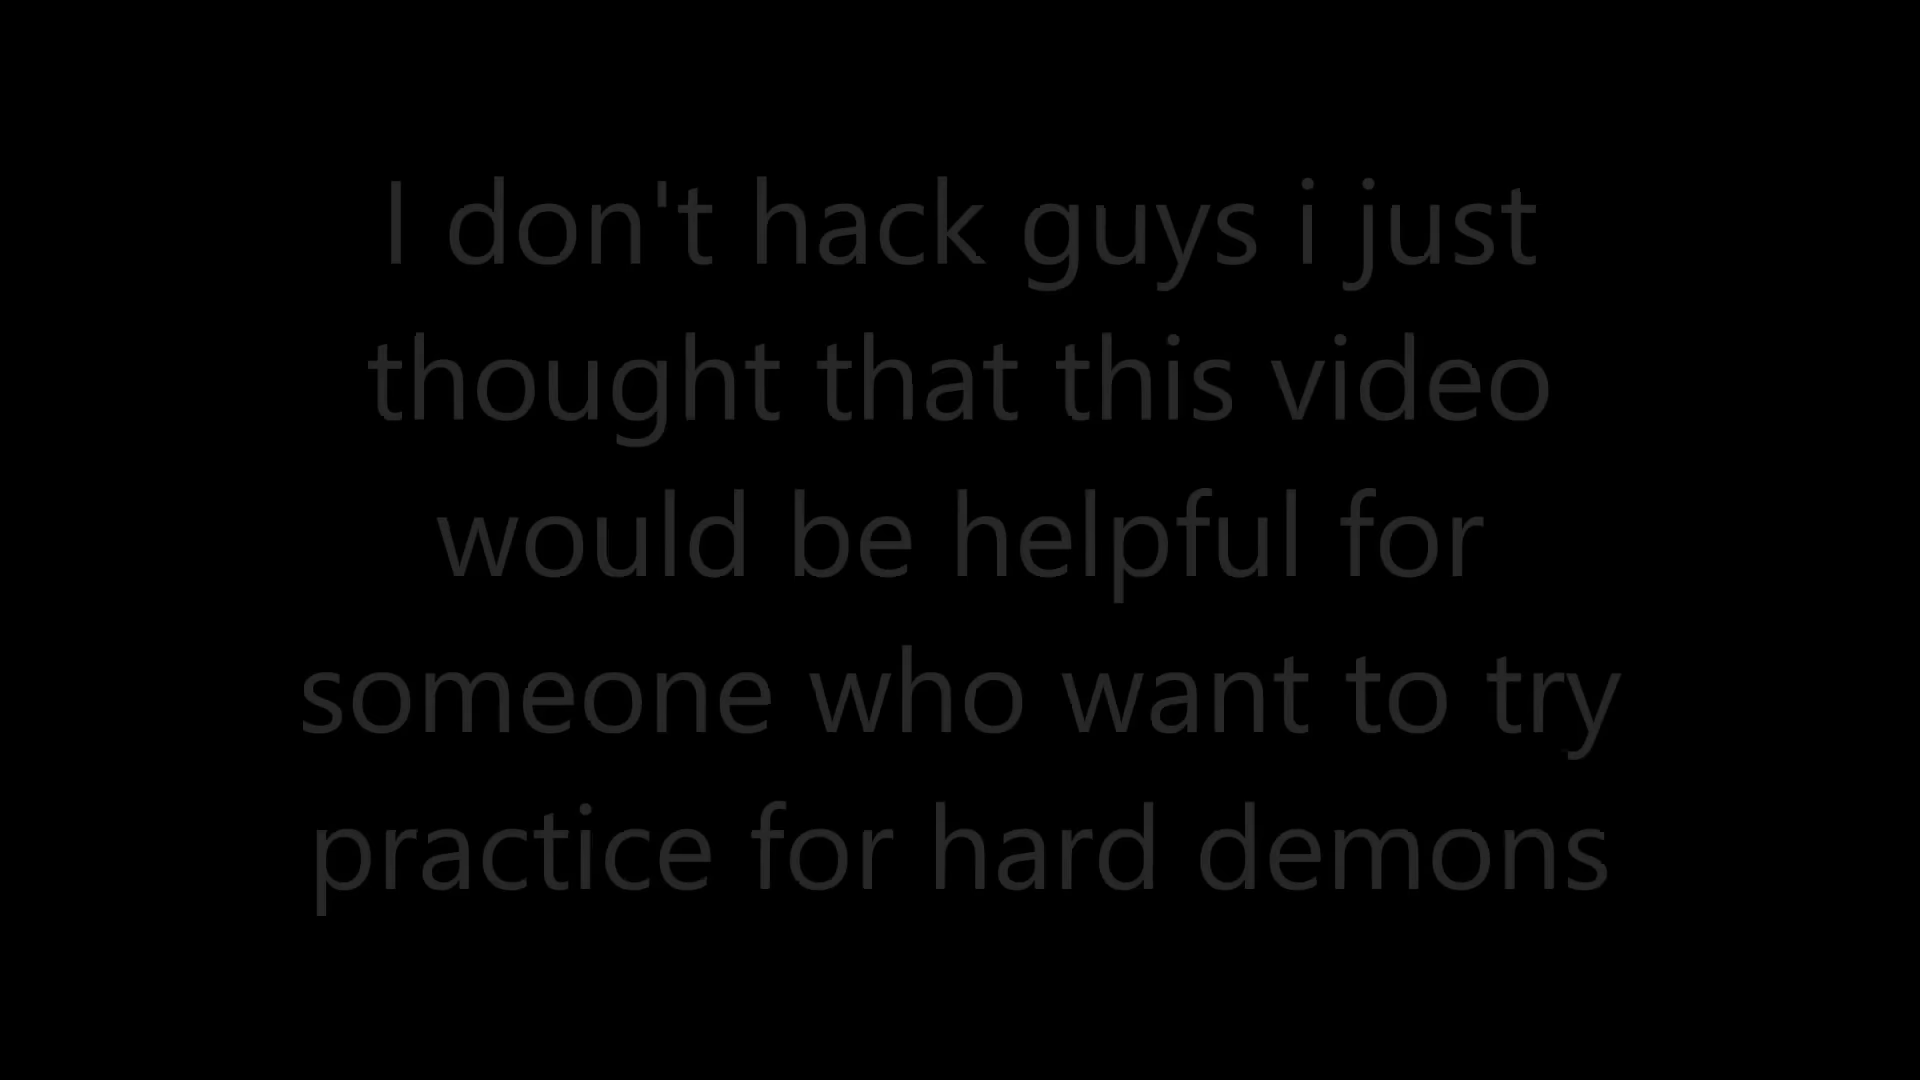 I don't hack guys i just
thought that this video
would be helpful for
someone who want to try
practice for hard demons